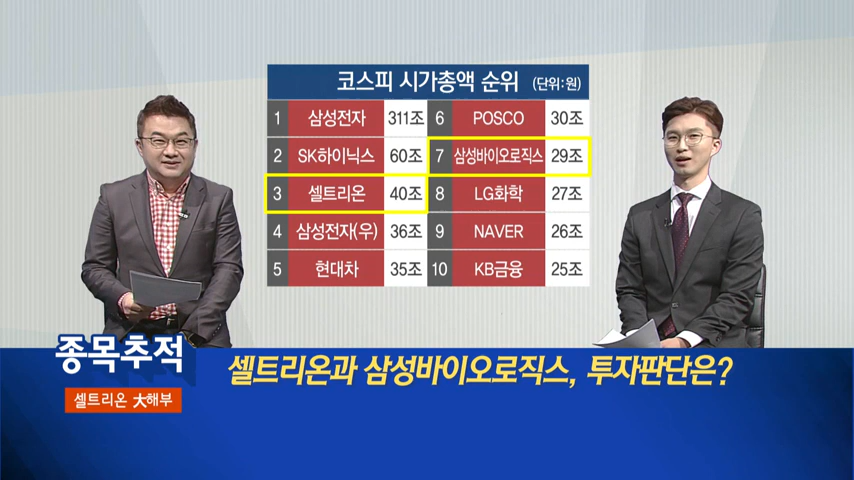 코스피 시가총액 순위 (단위:원)
1 삼성전자 311조 6 POSCO 30조
2 SK하이닉스 60조 7 삼성바이오로직스 29조
3 셀트리온 40조 8 LG화학 27조
4 삼성전자(우) 36조 9 NAVER 26조
5 현대차 35조 10 KB금융 25조
종목추적
셀트리온과 삼성바이오로직스, 투자판단은?
셀트리온 大해부